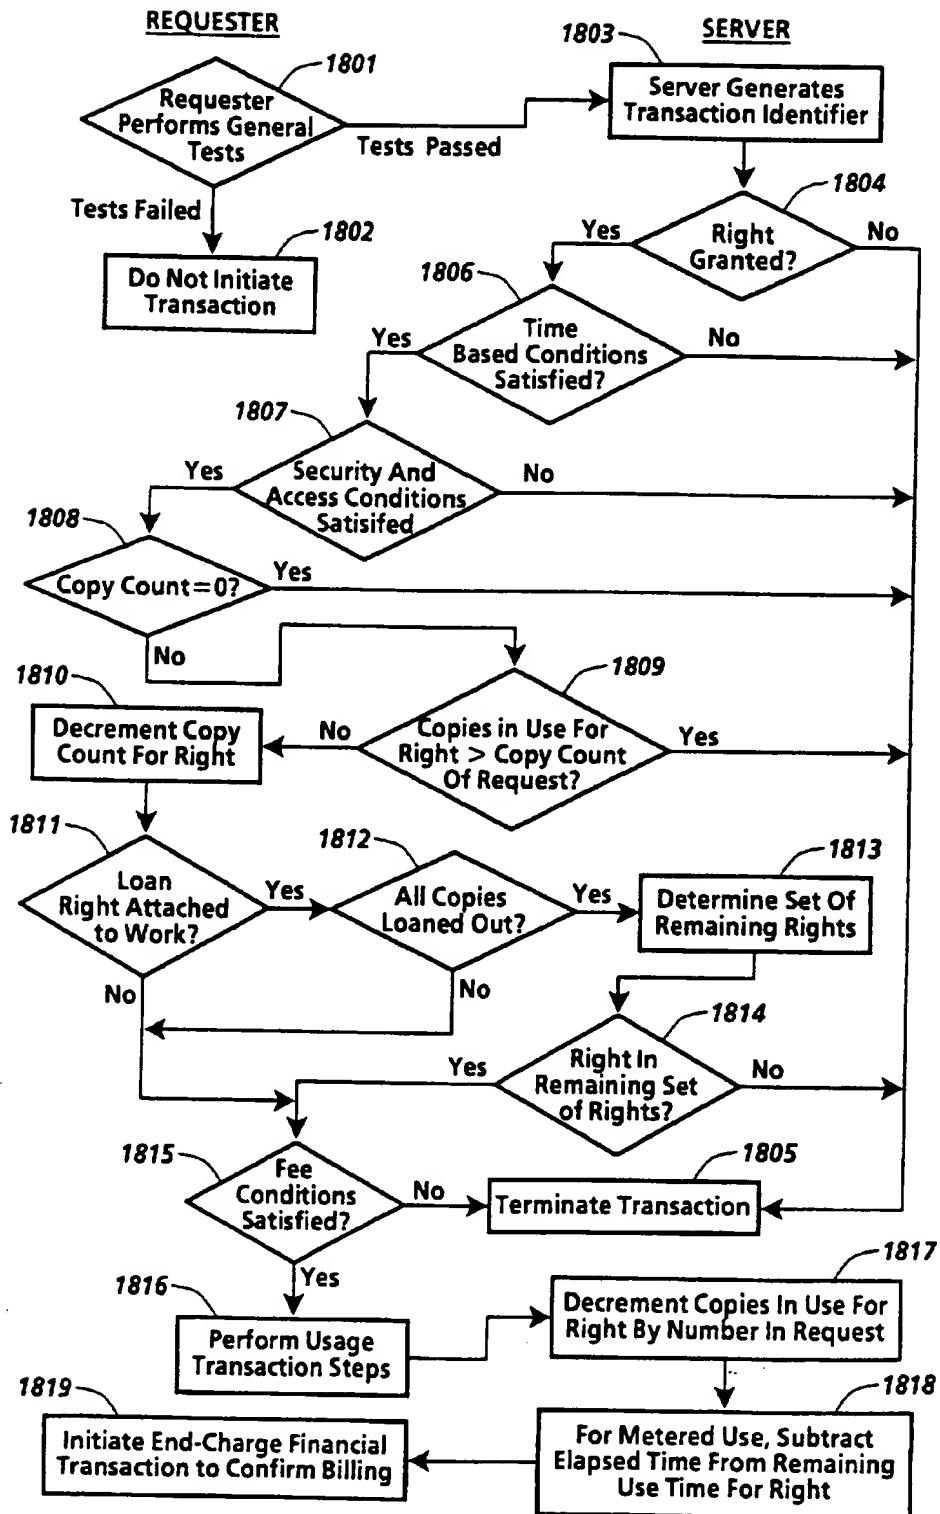 REQUESTER
SERVER
1801
1803
Requester
Performs General
Tests
Server Generates
Transaction Identifier
Tests Passed
Tests Failed
1802
Do Not Initiate
Transaction
1804
Right
Granted?
Yes
No
1806
Time
Based Conditions
Satisfied?
Yes
No
1807
Security And
Access Conditions
Satisifed
Yes
No
1808
Copy Count=0?
Yes
No
1809
Copies in Use For
Right > Copy Count
Of Request?
No
Yes
1810
Decrement Copy
Count For Right
1811
Loan
Right Attached
to Work?
Yes
No
1812
All Copies
Loaned Out?
Yes
No
1813
Determine Set Of
Remaining Rights
1814
Right In
Remaining Set
of Rights?
Yes
No
1815
Fee
Conditions
Satisfied?
No
Yes
1805
Terminate Transaction
1816
Perform Usage
Transaction Steps
1817
Decrement Copies In Use For
Right By Number In Request
1818
For Metered Use, Subtract
Elapsed Time From Remaining
Use Time For Right
1819
Initiate End-Charge Financial
Transaction to Confirm Billing